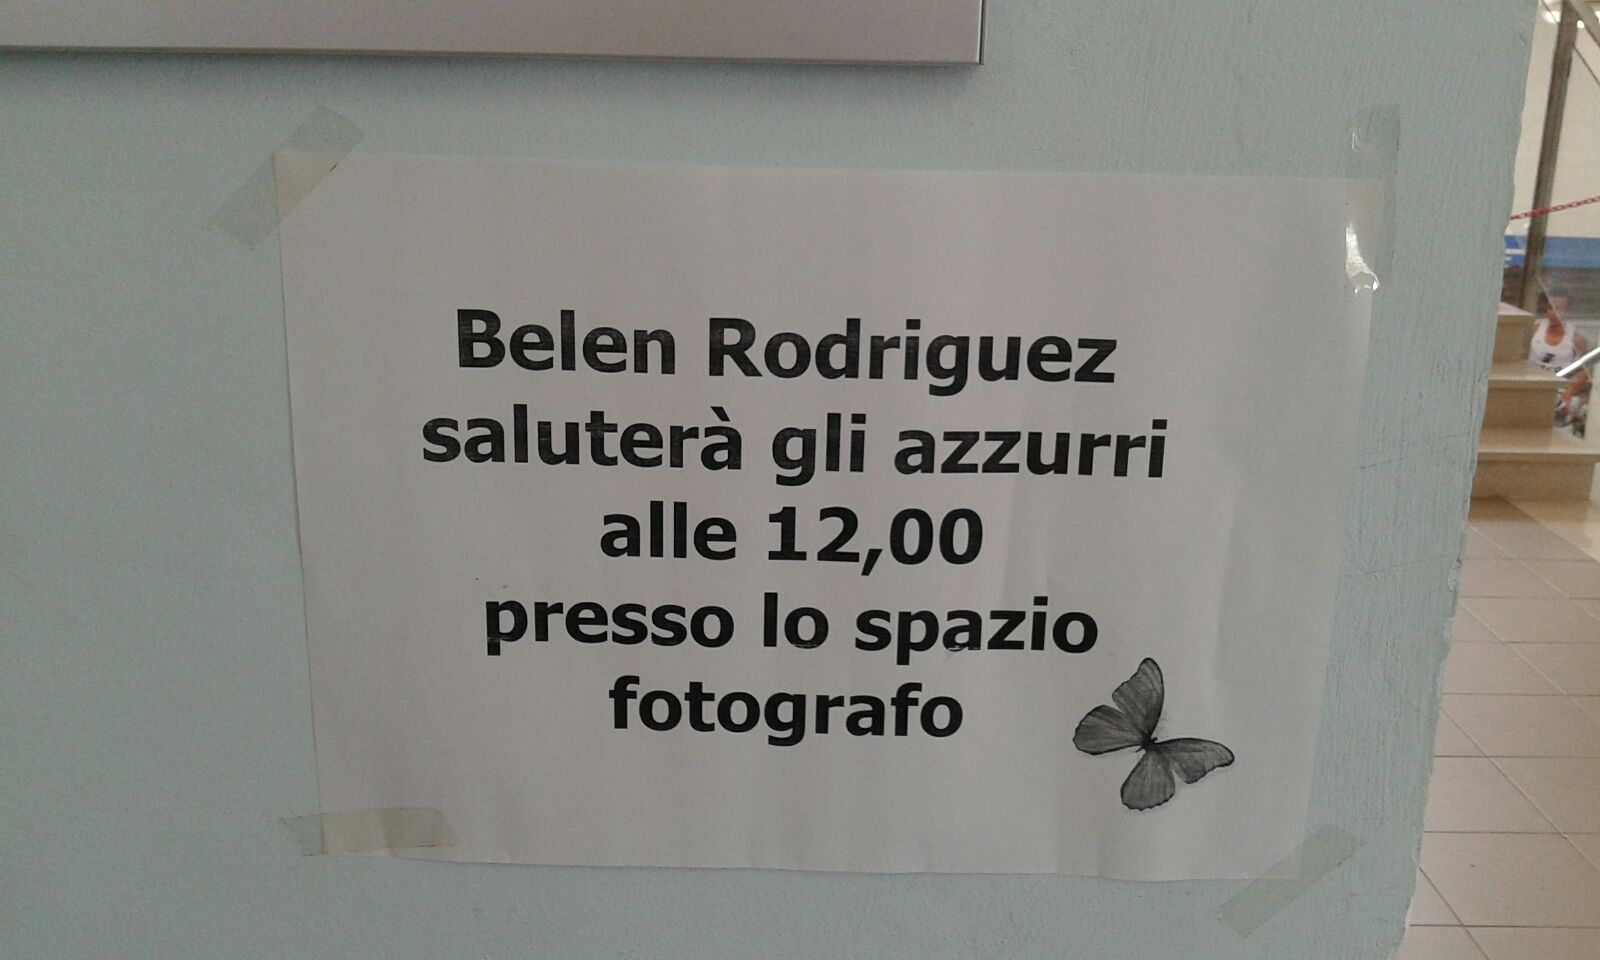 Belen Rodriguez
saluterà gli azzurri
alle 12,00
presso lo spazio
fotografo